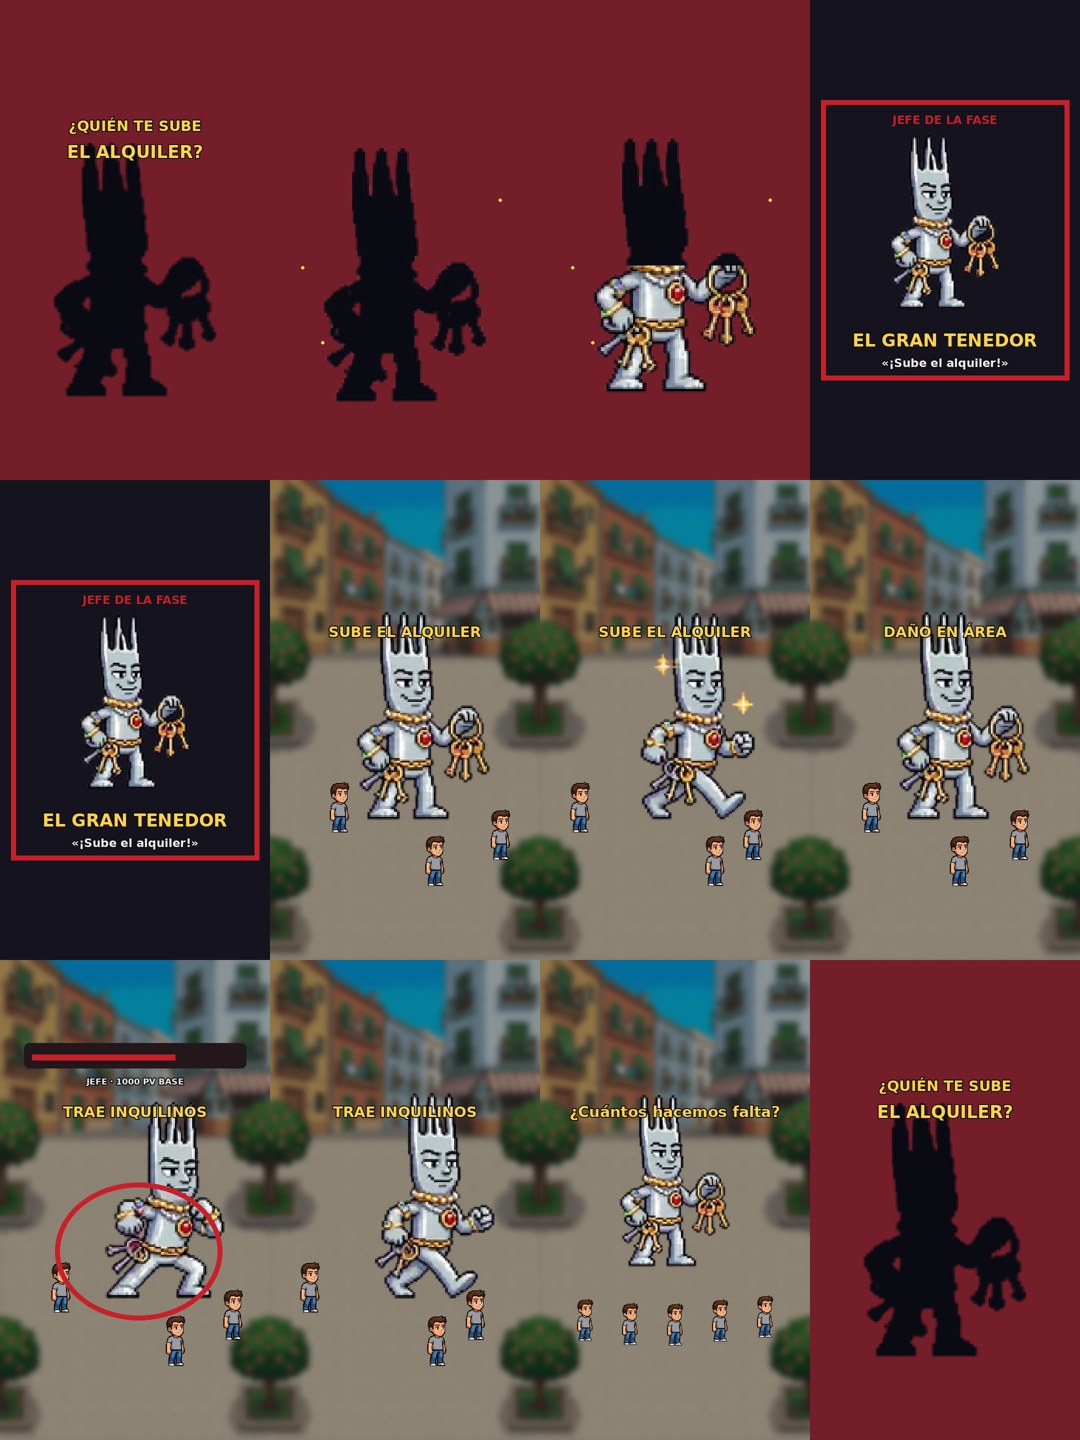 ¿QUIÉN TE SUBE
EL ALQUILER?
JEFE DE LA FASE
EL GRAN TENEDOR
«¡Sube el alquiler!»
JEFE DE LA FASE
EL GRAN TENEDOR
«¡Sube el alquiler!»
SUBE EL ALQUILER
SUBE EL ALQUILER
DAÑO EN ÁREA
JEFE · 1000 PV BASE
TRAE INQUILINOS
TRAE INQUILINOS
¿Cuántos hacemos falta?
¿QUIÉN TE SUBE
EL ALQUILER?